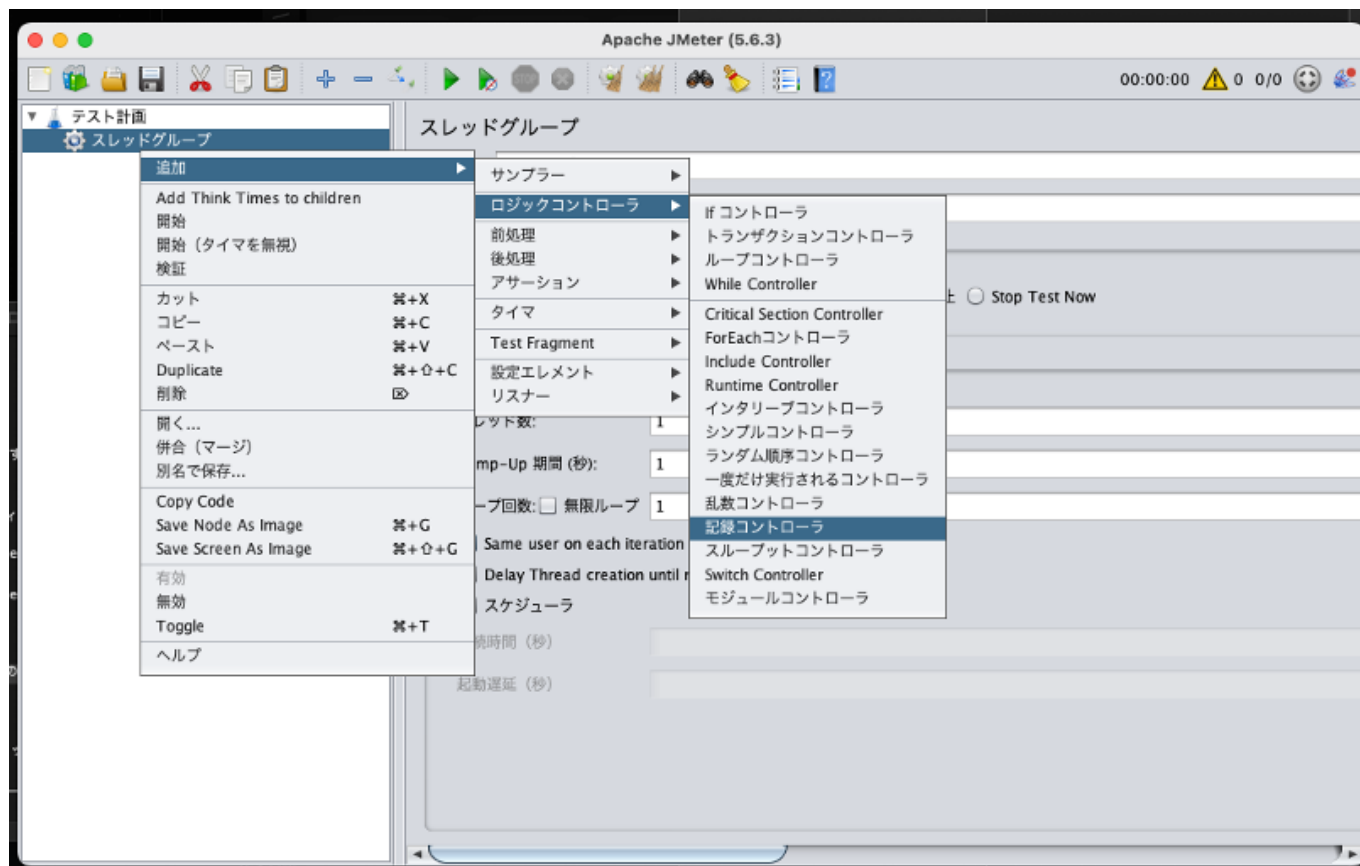 Apache JMeter (5.6.3)
00:00:00 0 0/0
テスト計画
スレッドグループ
スレッドグループ
追加
Add Think Times to children
開始
開始（タイマを無視）
検証
カット ⌘+X
コピー ⌘+C
ペースト ⌘+V
Duplicate ⌘+⇧+C
削除 ⌦
開く...
併合（マージ）
別名で保存...
Copy Code
Save Node As Image ⌘+G
Save Screen As Image ⌘+⇧+G
有効
無効
Toggle ⌘+T
ヘルプ
サンプラー
ロジックコントローラ
前処理
後処理
アサーション
タイマ
Test Fragment
設定エレメント
リスナー
If コントローラ
トランザクションコントローラ
ループコントローラ
While Controller
Critical Section Controller
ForEachコントローラ
Include Controller
Runtime Controller
インタリーブコントローラ
シンプルコントローラ
ランダム順序コントローラ
一度だけ実行されるコントローラ
乱数コントローラ
記録コントローラ
スループットコントローラ
Switch Controller
モジュールコントローラ
止 Stop Test Now
レッド数: 1
mp-Up 期間 (秒): 1
ープ回数: 無限ループ 1
Same user on each iteration
Delay Thread creation until
スケジューラ
続時間（秒）
起動遅延（秒）